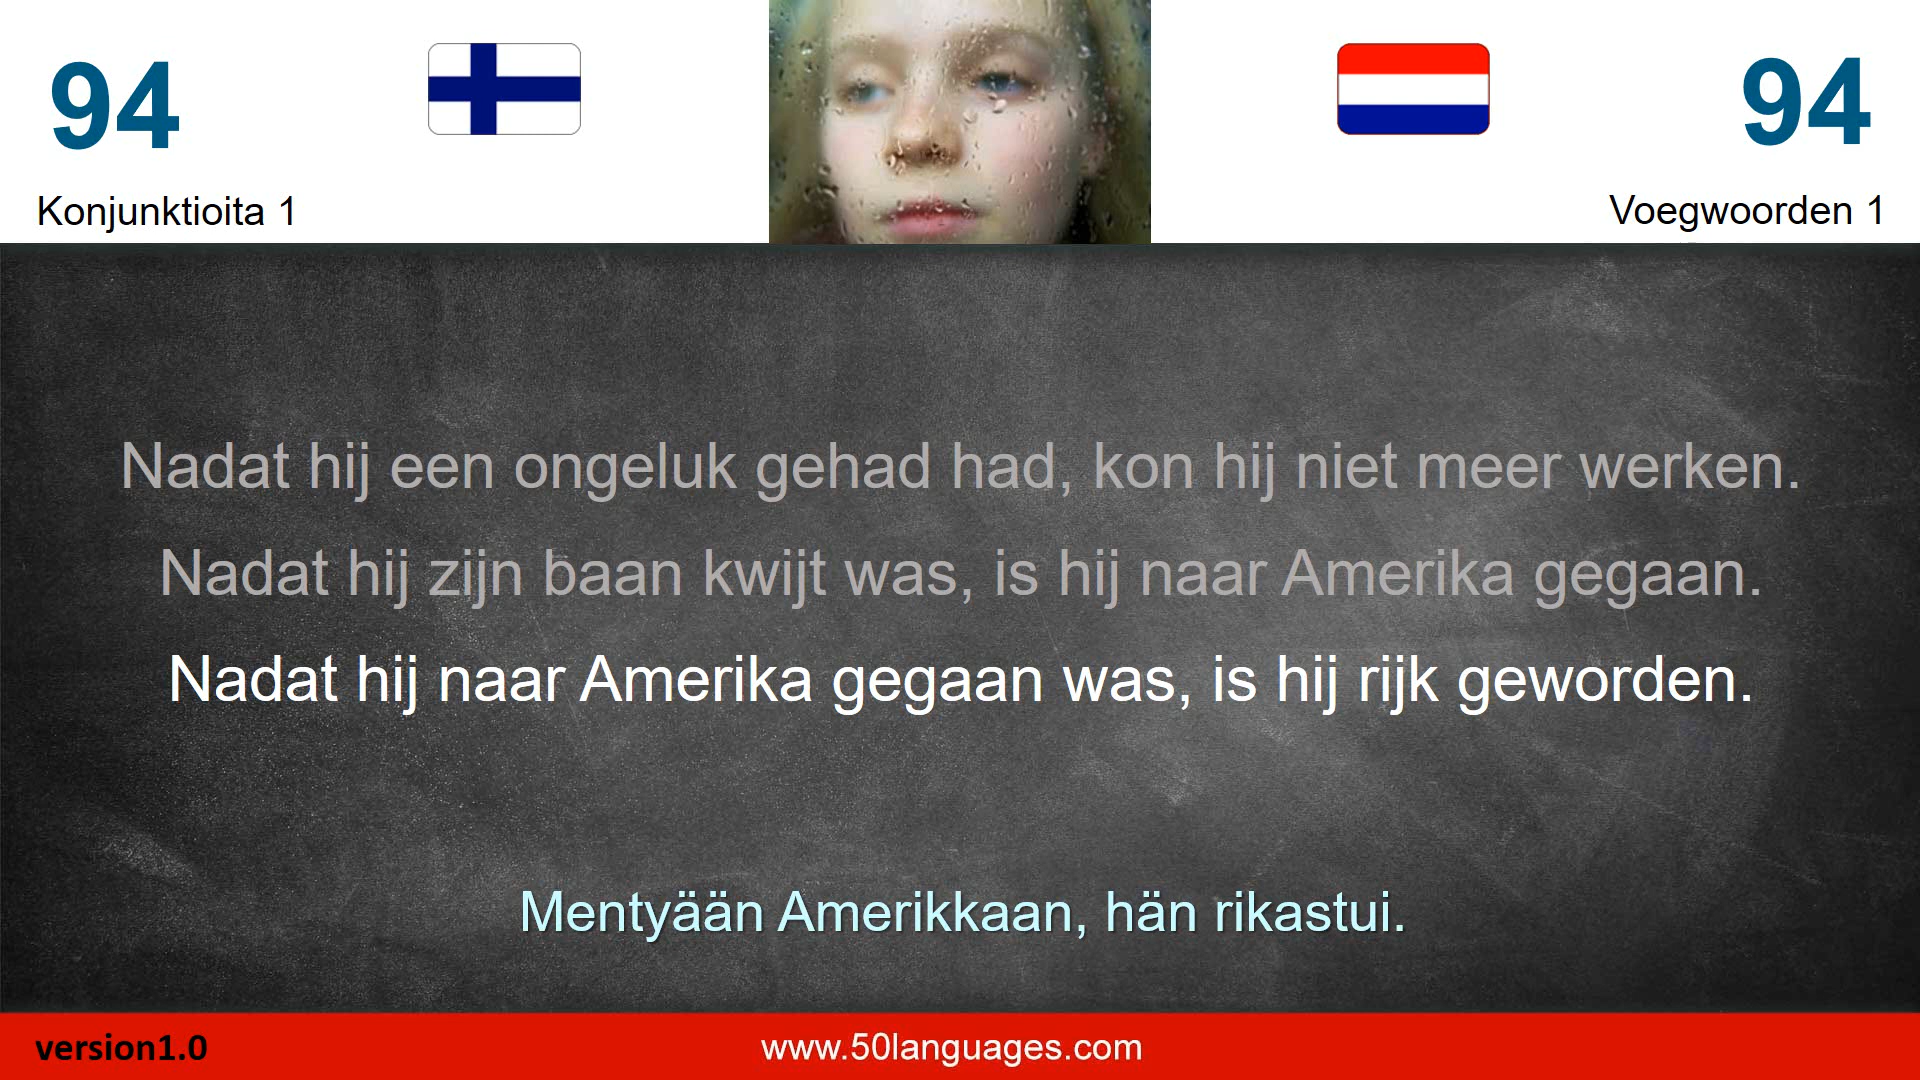 94
94
Konjunktioita 1
Voegwoorden 1
Nadat hij een ongeluk gehad had, kon hij niet meer werken.
Nadat hij zijn baan kwijt was, is hij naar Amerika gegaan.
Nadat hij naar Amerika gegaan was, is hij rijk geworden.
Mentyään Amerikkaan, hän rikastui.
version1.0
www.50languages.com